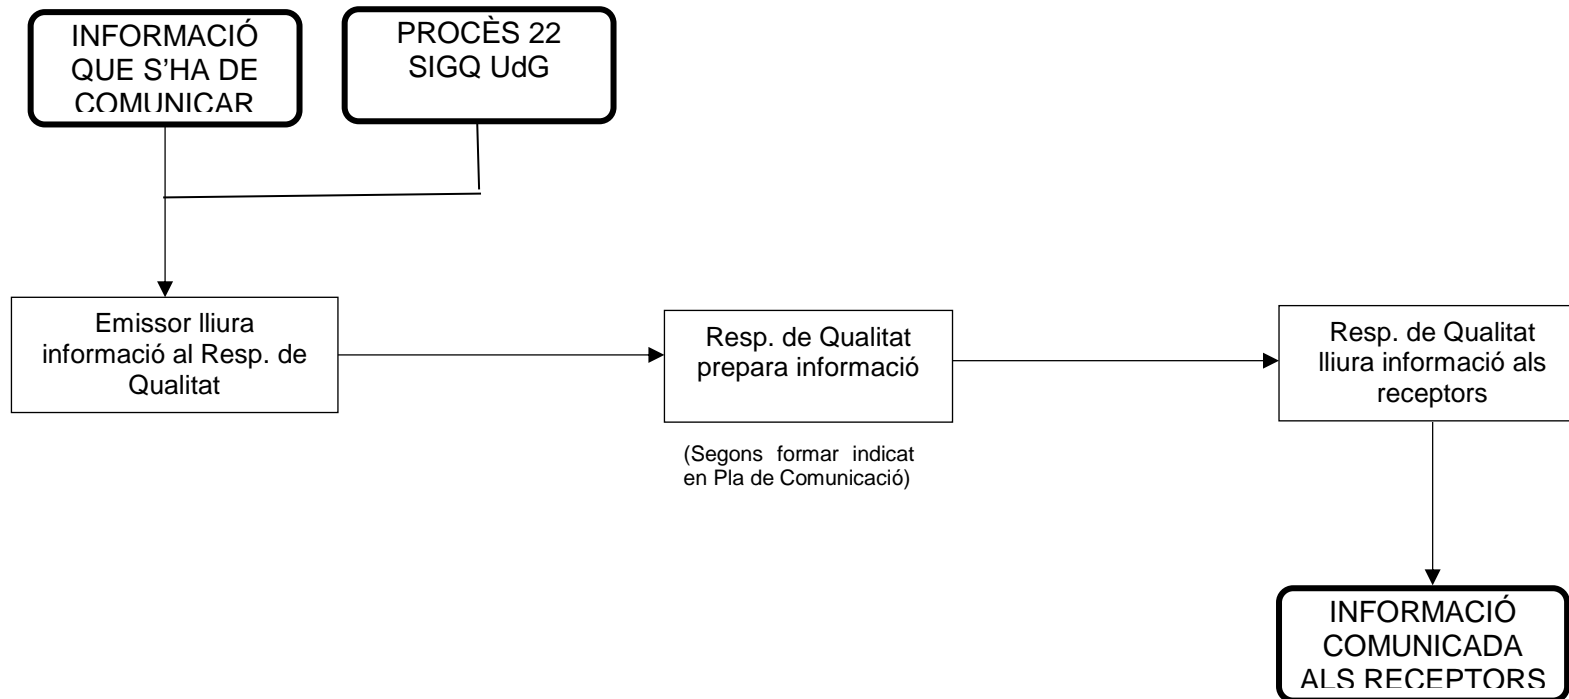 INFORMACIÓ
QUE S'HA DE
COMUNICAR
PROCÈS 22
SIGQ UdG
Emissor lliura
informació al Resp. de
Qualitat
Resp. de Qualitat
prepara informació
(Segons formar indicat
en Pla de Comunicació)
Resp. de Qualitat
lliura informació als
receptors
INFORMACIÓ
COMUNICADA
ALS RECEPTORS